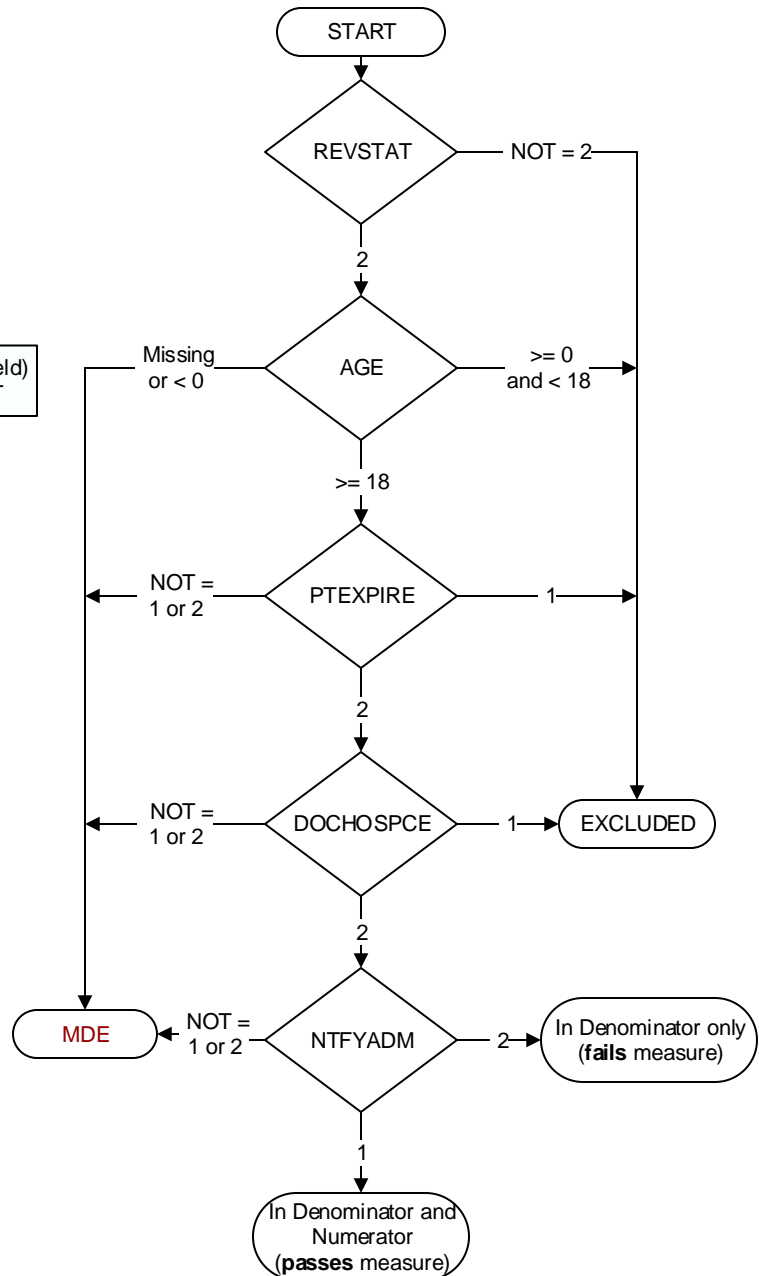 START
REVSTAT
NOT = 2
2
Missing
or < 0
AGE
>= 0
and < 18
>= 18
NOT =
1 or 2
PTEXPIRE
1
2
NOT =
1 or 2
DOCHOSPCE
1
EXCLUDED
2
MDE
NOT =
1 or 2
NTFYADM
2
In Denominator only
(fails measure)
1
In Denominator and
Numerator
(passes measure)